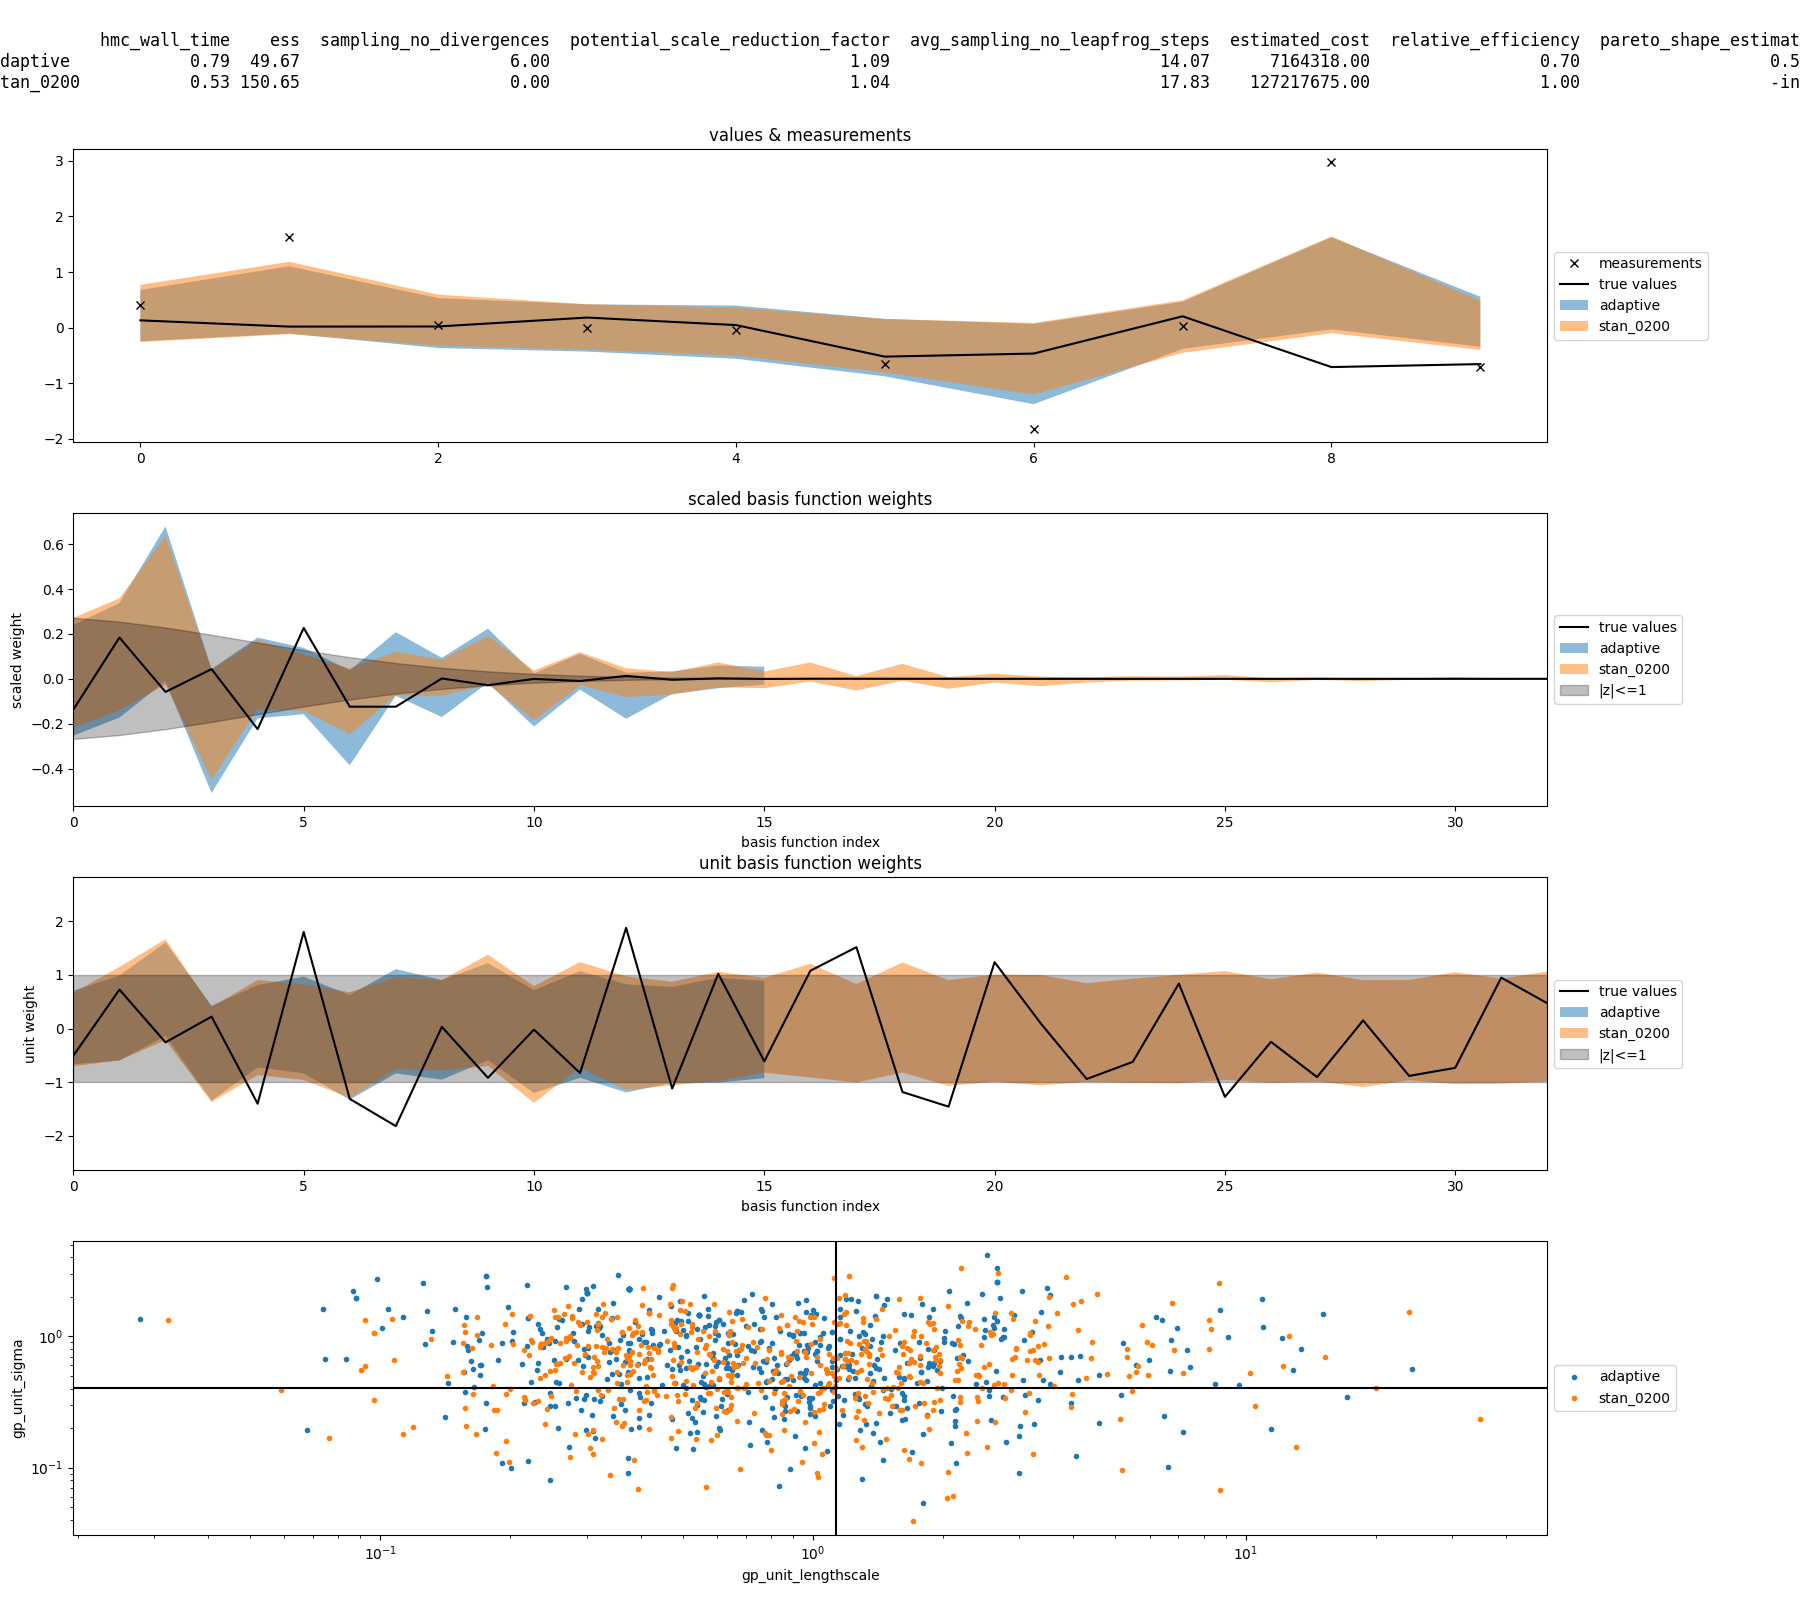 hmc_wall_time ess sampling_no_divergences potential_scale_reduction_factor avg_sampling_no_leapfrog_steps estimated_cost relative_efficiency pareto_shape_estimat
daptive 0.79 49.67 6.00 1.09 14.07 7164318.00 0.70 0.5
tan_0200 0.53 150.65 0.00 1.04 17.83 127217675.00 1.00 -in
values & measurements
3
2
1
0
−1
−2
0 2 4 6 8
measurements
true values
adaptive
stan_0200
scaled basis function weights
scaled weight
0.6
0.4
0.2
0.0
−0.2
−0.4
0 5 10 15 20 25 30
basis function index
true values
adaptive
stan_0200
|z|<=1
unit basis function weights
unit weight
2
1
0
−1
−2
0 5 10 15 20 25 30
basis function index
true values
adaptive
stan_0200
|z|<=1
gp_unit_sigma
10⁰
10⁻¹
10⁻¹ 10⁰ 10¹
gp_unit_lengthscale
adaptive
stan_0200